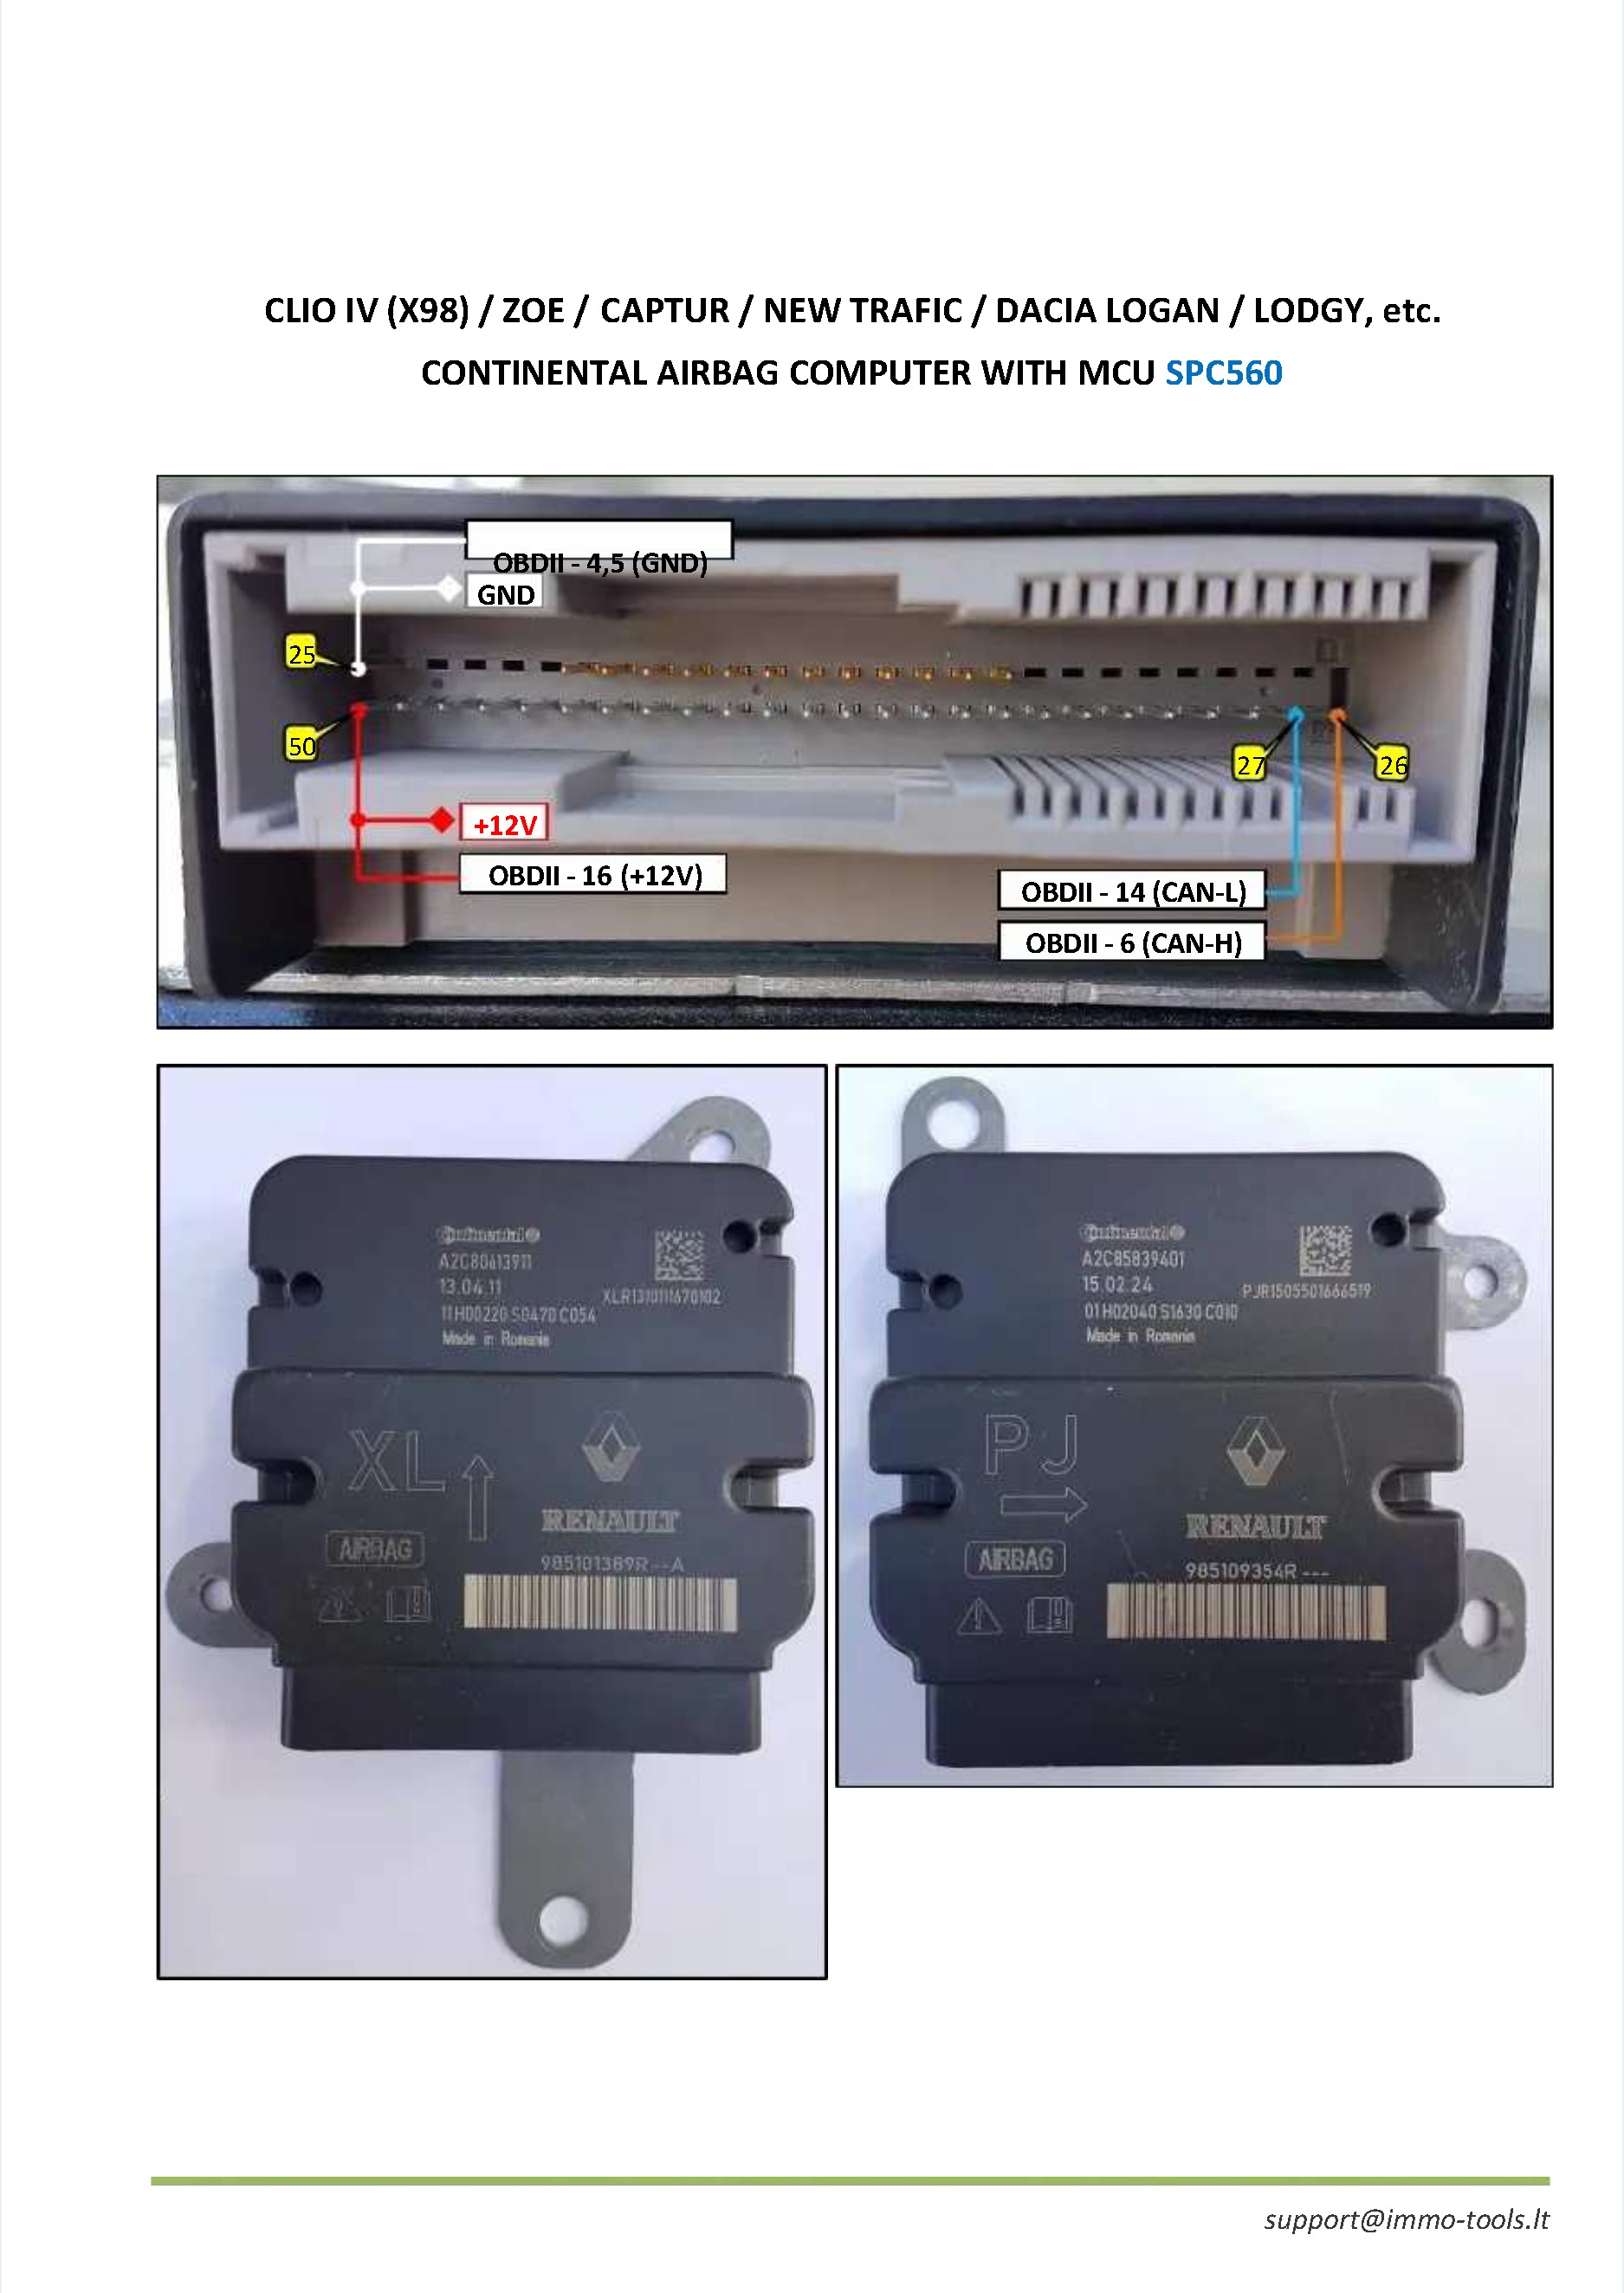 CLIO IV (X98) / ZOE / CAPTUR / NEW TRAFIC / DACIA LOGAN / LODGY, etc.
CONTINENTAL AIRBAG COMPUTER WITH MCU SPC560
OBDII - 4,5 (GND)
GND
25
50
27
26
+12V
OBDII - 16 (+12V)
OBDII - 14 (CAN-L)
OBDII - 6 (CAN-H)
Continental
A2C80613911
13.04.11
XLR1310111670102
11H00220 S0470 C054
Made in Romania
XL
RENAULT
AIRBAG
985101389R--A
Continental
A2C85839401
15.02.24
PJR1505501666519
01H02040 S1630 C010
Made in Romania
PJ
RENAULT
AIRBAG
985109354R---
support@immo-tools.lt